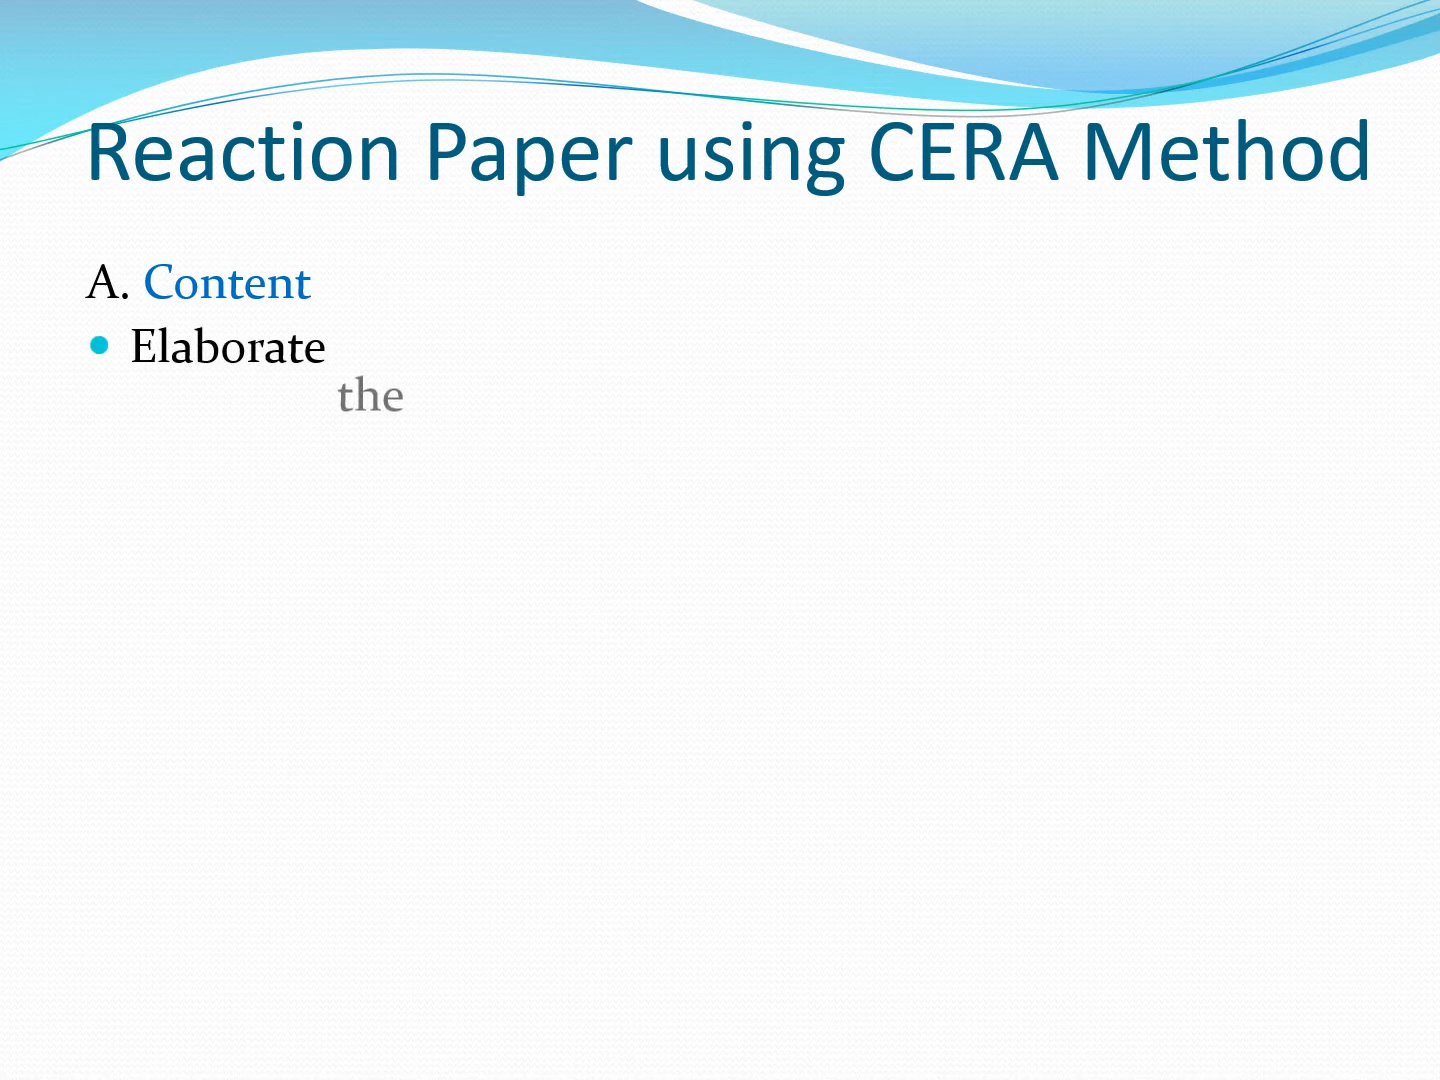 Reaction Paper using CERA Method
A. Content
• Elaborate
the